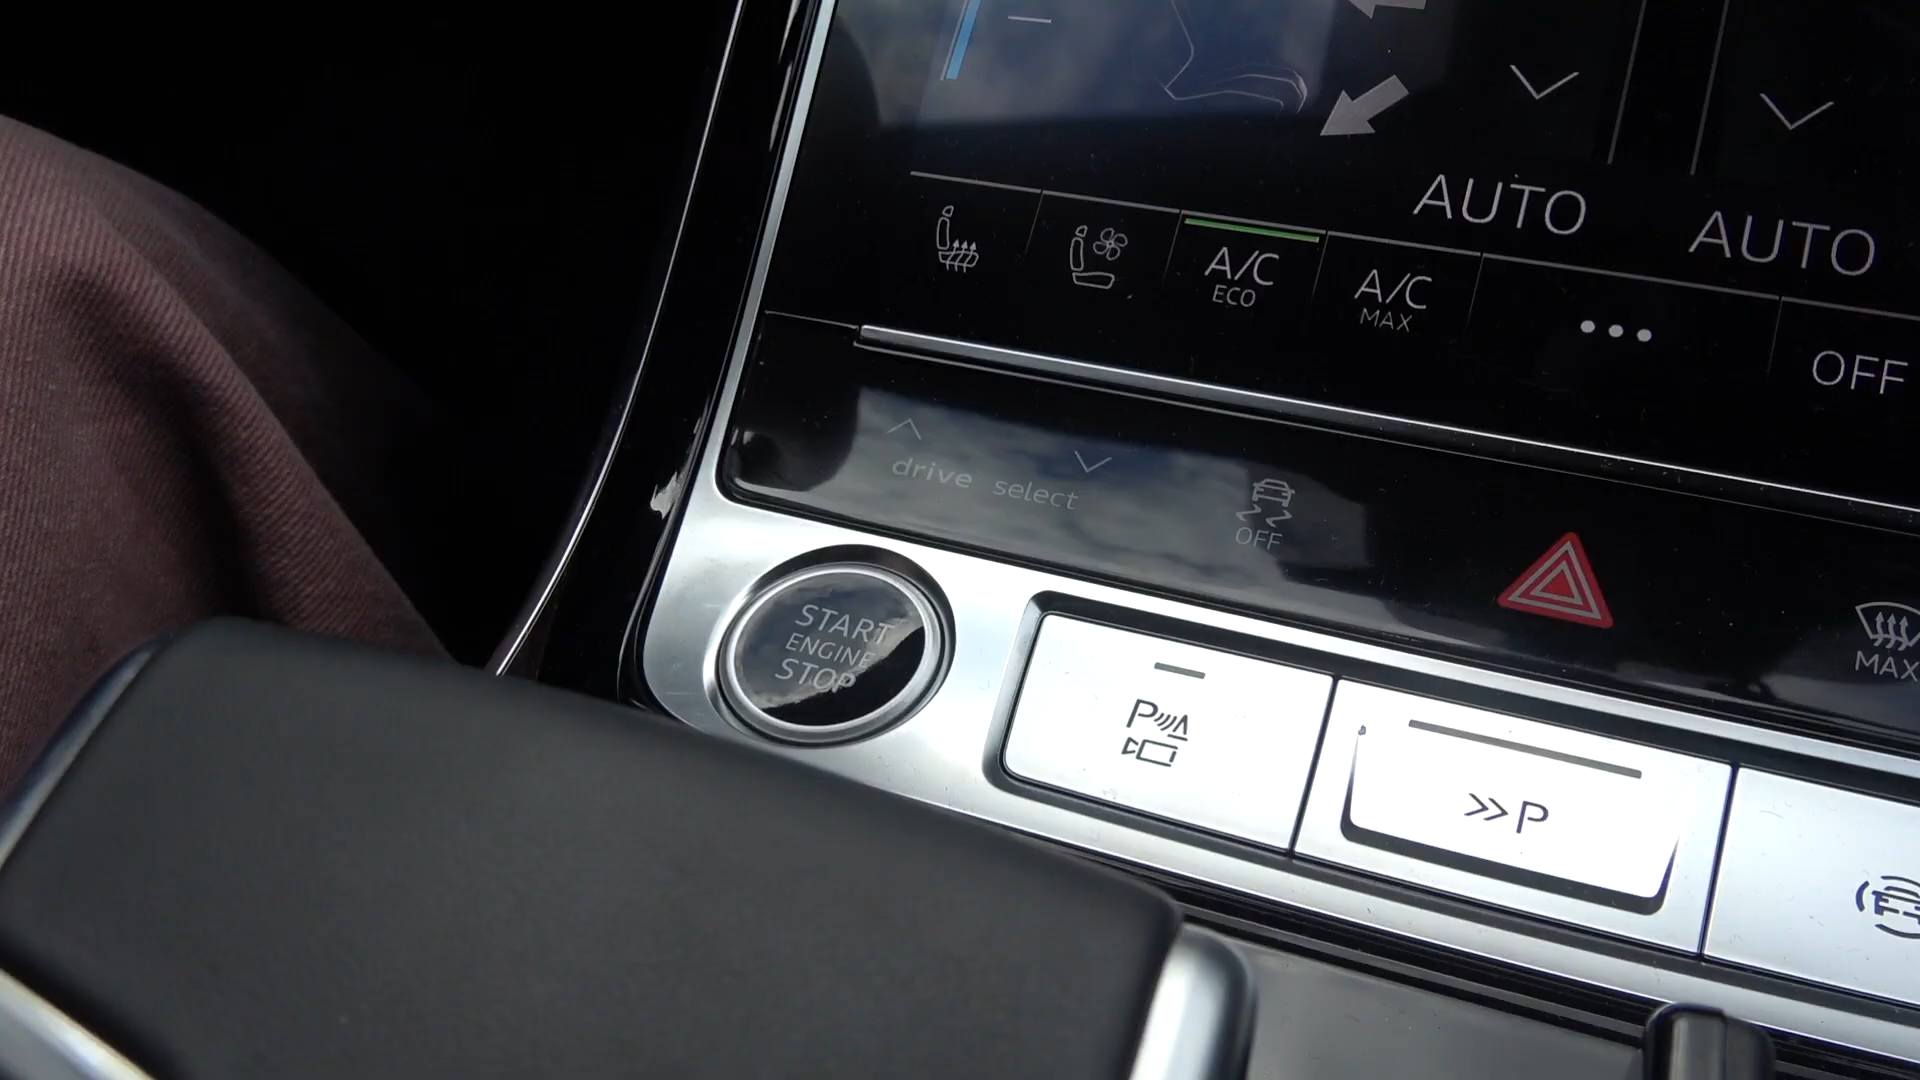 AUTO
AUTO
A/C
ECO
A/C
MAX
OFF
drive select
OFF
MAX
START
ENGINE
STOP
P
P